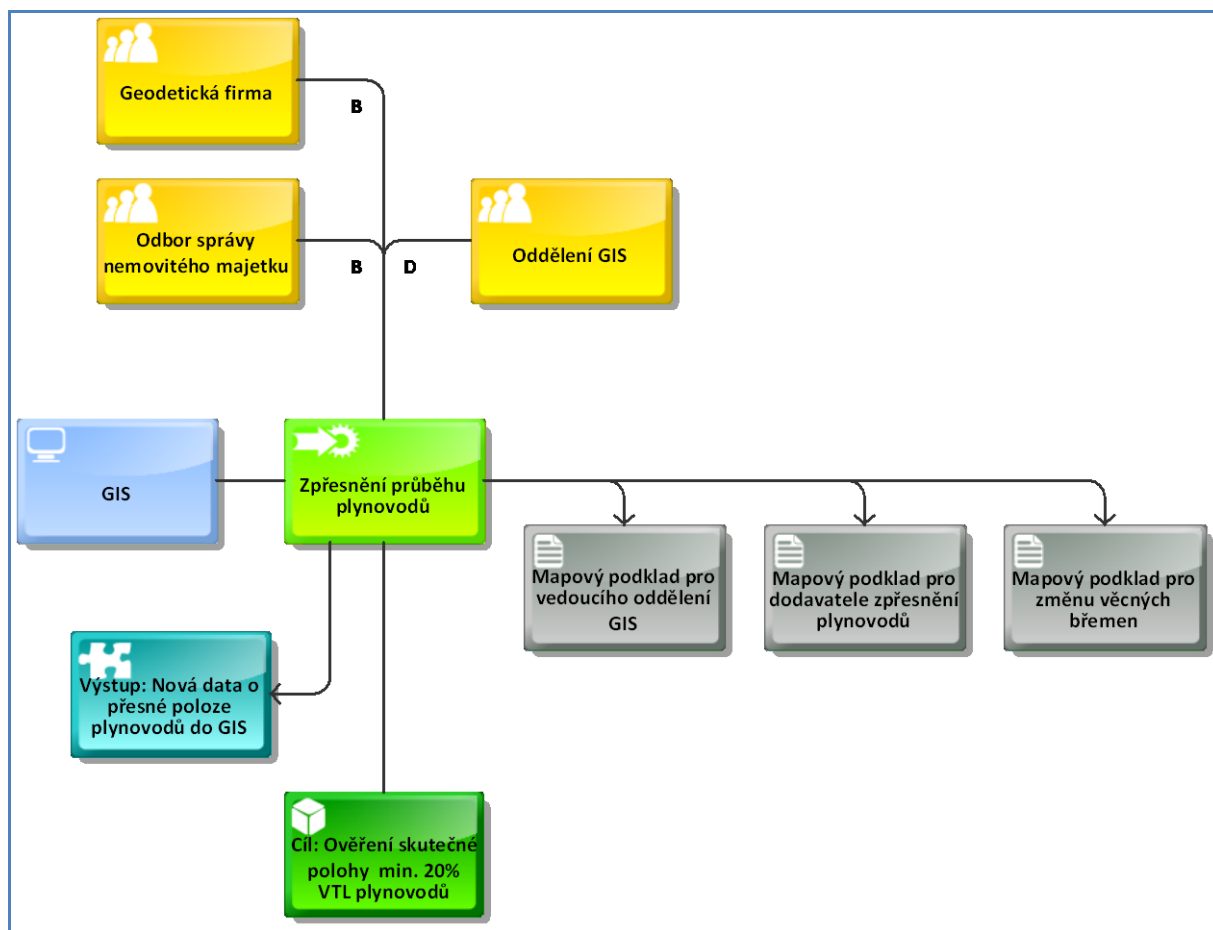 Geodetická firma
B
Odbor správy
nemovitého majetku
B
D
Oddělení GIS
GIS
Zpřesnění průběhu
plynovodů
Mapový podklad pro
vedoucího oddělení
GIS
Mapový podklad pro
dodavatele zpřesnění
plynovodů
Mapový podklad pro
změnu věcných
břemen
Výstup: Nová data o
přesné poloze
plynovodů do GIS
Cíl: Ověření skutečné
polohy min. 20%
VTL plynovodů